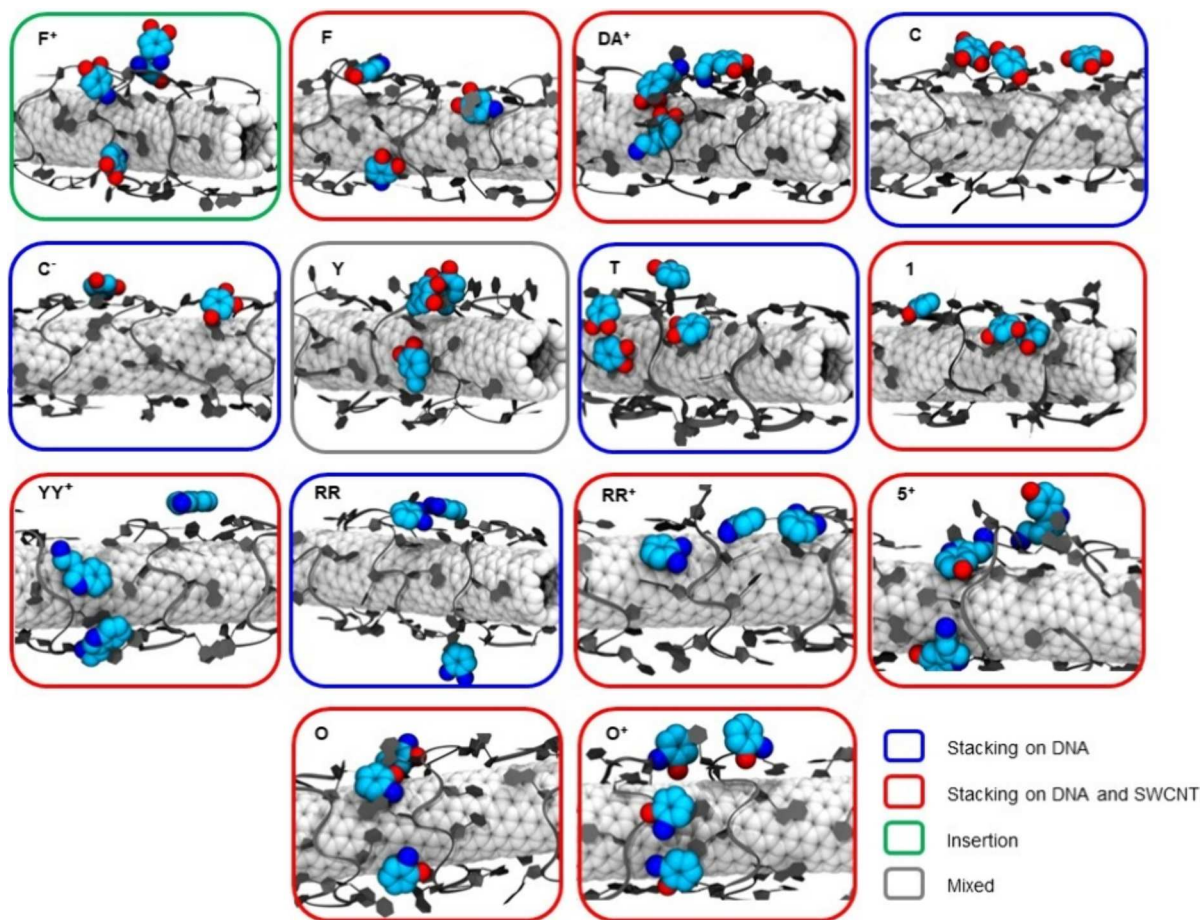 F⁺
F
DA⁺
C
C⁻
Y
T
1
YY⁺
RR
RR⁺
5⁺
O
O⁺
Stacking on DNA
Stacking on DNA and SWCNT
Insertion
Mixed